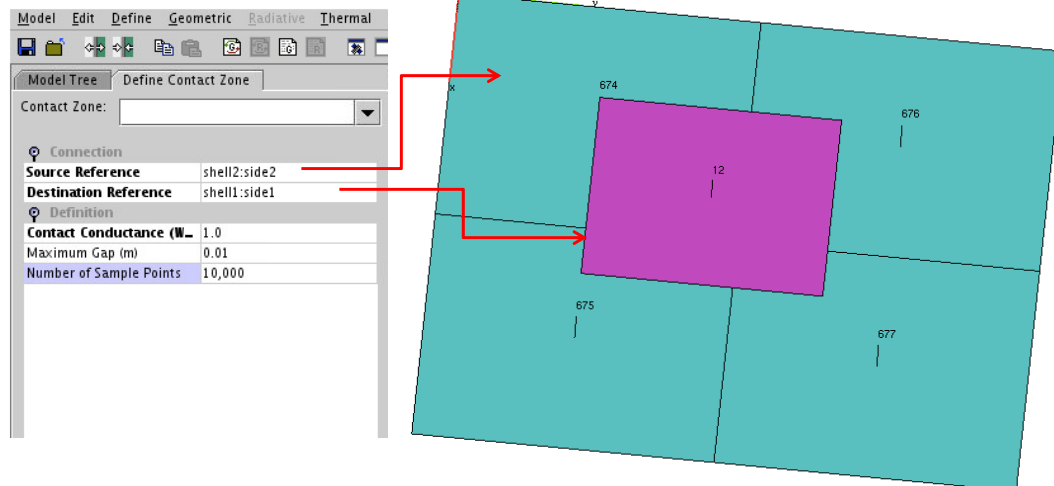 Model Edit Define Geometric Radiative Thermal
Model Tree Define Contact Zone
Contact Zone:
Connection
Source Reference shell2:side2
Destination Reference shell1:side1
Definition
Contact Conductance (W... 1.0
Maximum Gap (m) 0.01
Number of Sample Points 10,000
y
x
674
676
12
675
677